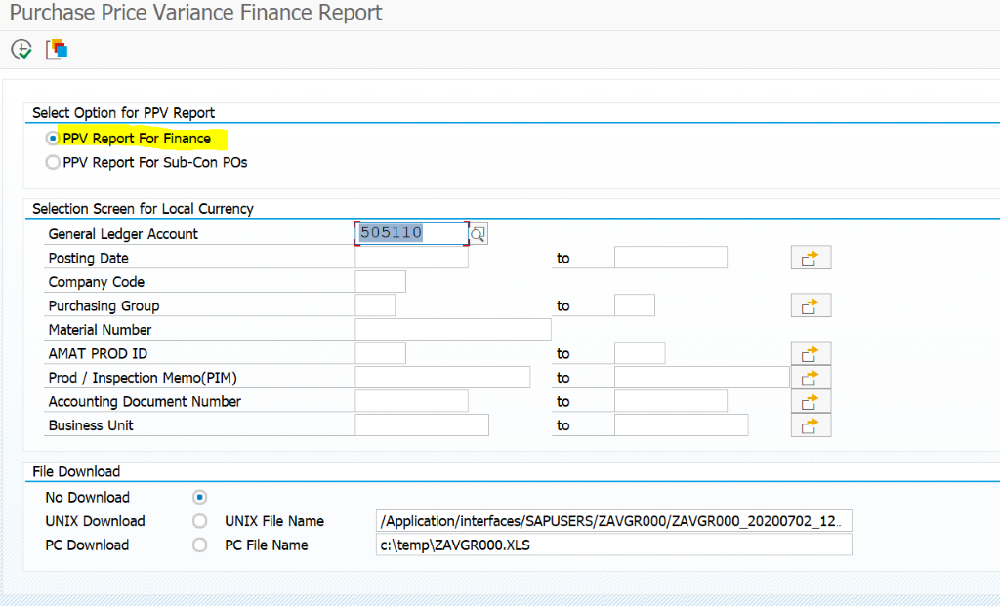 Purchase Price Variance Finance Report
Select Option for PPV Report
PPV Report For Finance
PPV Report For Sub-Con POs
Selection Screen for Local Currency
General Ledger Account 505110
Posting Date to
Company Code
Purchasing Group to
Material Number
AMAT PROD ID to
Prod / Inspection Memo(PIM) to
Accounting Document Number to
Business Unit to
File Download
No Download
UNIX Download UNIX File Name /Application/interfaces/SAPUSERS/ZAVGR000/ZAVGR000_20200702_12..
PC Download PC File Name c:\temp\ZAVGR000.XLS